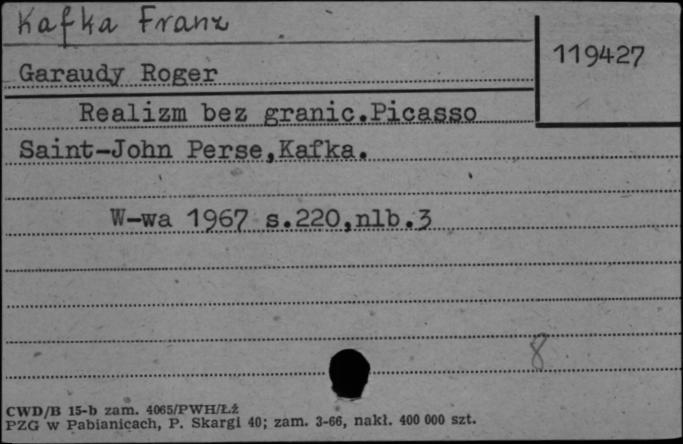 Kafka Franz
119427
Garaudy Roger
Realizm bez granic.Picasso
Saint-John Perse,Kafka.
W-wa 1967 s.220,nlb.3
8
CWD/B 15-b zam. 4065/PWH/Łż
PZG w Pabianicach, P. Skargi 40; zam. 3-66, nakł. 400 000 szt.